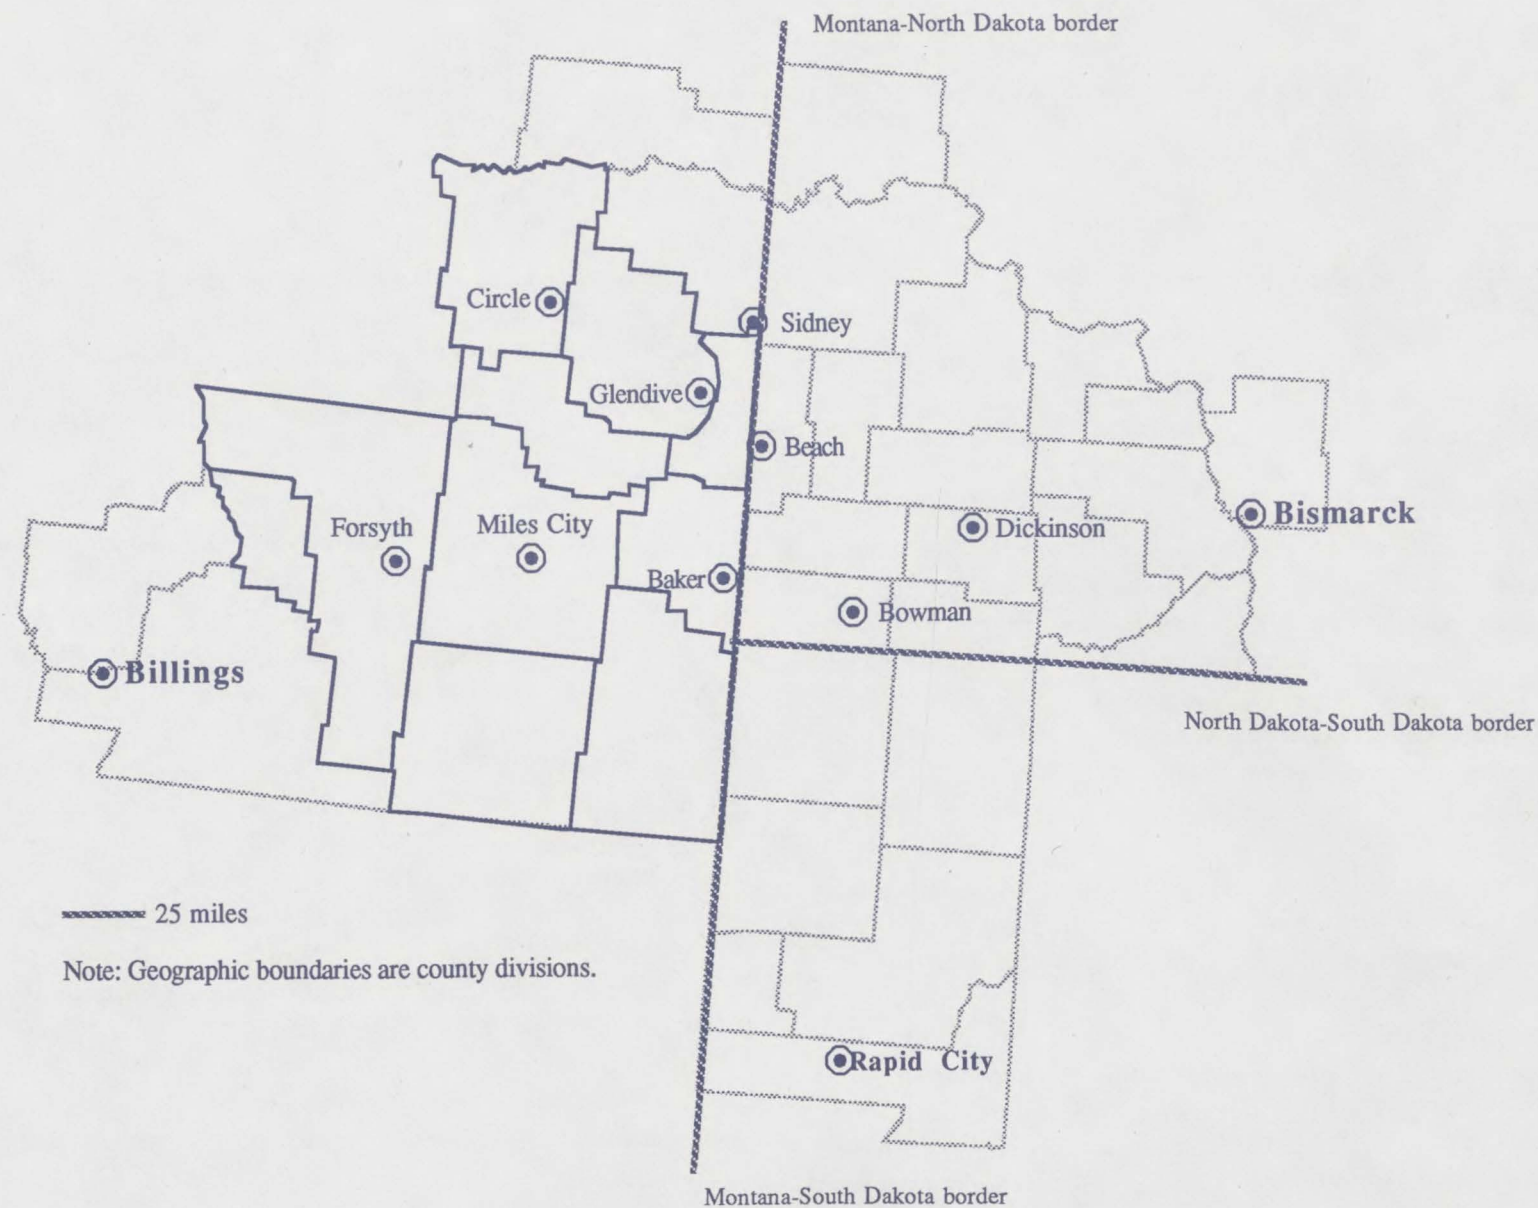 Montana-North Dakota border
Circle
Sidney
Glendive
Beach
Forsyth
Miles City
Bismarck
Dickinson
Baker
Bowman
Billings
North Dakota-South Dakota border
25 miles
Note: Geographic boundaries are county divisions.
Rapid City
Montana-South Dakota border